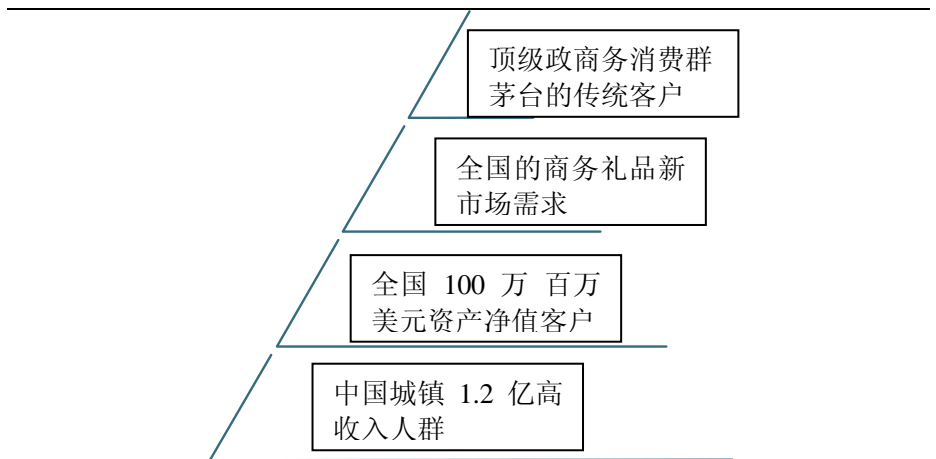 顶级政商务消费群
茅台的传统客户
全国的商务礼品新
市场需求
全国 100 万 百万
美元资产净值客户
中国城镇 1.2 亿高
收入人群